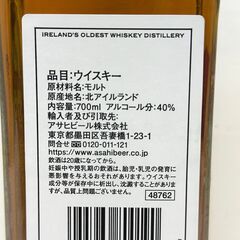 IRELAND'S OLDEST WHISKEY DISTILLERY
品目:ウイスキー
原材料名:モルト
原産国名:北アイルランド
内容量:700ml アルコール分:40%
輸入者及び引取先:
アサヒビール株式会社
東京都墨田区吾妻橋1-23-1
https://www.asahibeer.co.jp
飲酒は20歳になってから。
妊娠中や授乳期の飲酒は、胎児・乳児の発育に
悪影響を与えるおそれがあります。ウイスキー
成分等が保存中に析出し、沈澱することがありま
すが、品質上問題ございません。
48762